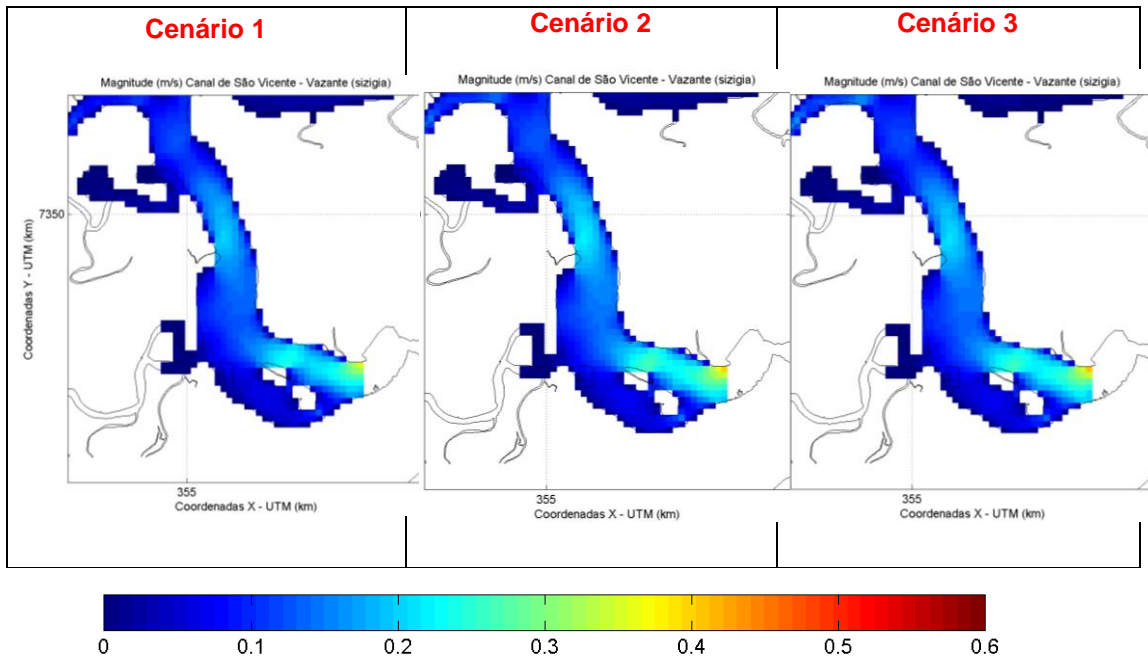 Cenário 1
Cenário 2
Cenário 3
Magnitude (m/s) Canal de São Vicente - Vazante (sizigia)
Magnitude (m/s) Canal de São Vicente - Vazante (sizigia)
Magnitude (m/s) Canal de São Vicente - Vazante (sizigia)
7350
Coordenadas Y - UTM (km)
355
355
355
Coordenadas X - UTM (km)
Coordenadas X - UTM (km)
Coordenadas X - UTM (km)
0 0.1 0.2 0.3 0.4 0.5 0.6